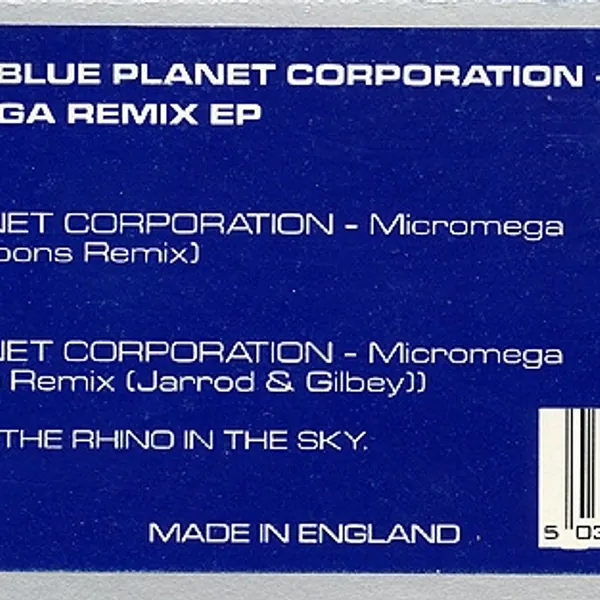 BLUE PLANET CORPORATION -
GA REMIX EP
NET CORPORATION - Micromega
oons Remix)
NET CORPORATION - Micromega
Remix (Jarrod & Gilbey))
THE RHINO IN THE SKY.
MADE IN ENGLAND
5 03